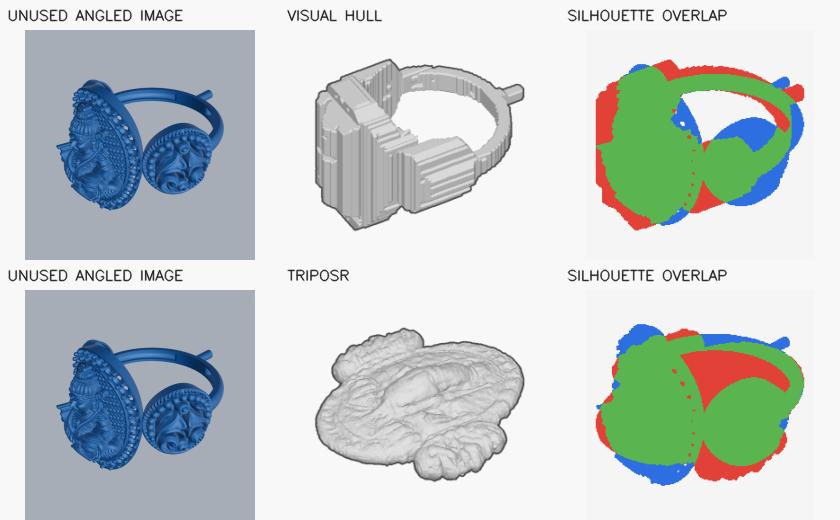 UNUSED ANGLED IMAGE
VISUAL HULL
SILHOUETTE OVERLAP
UNUSED ANGLED IMAGE
TRIPOSR
SILHOUETTE OVERLAP